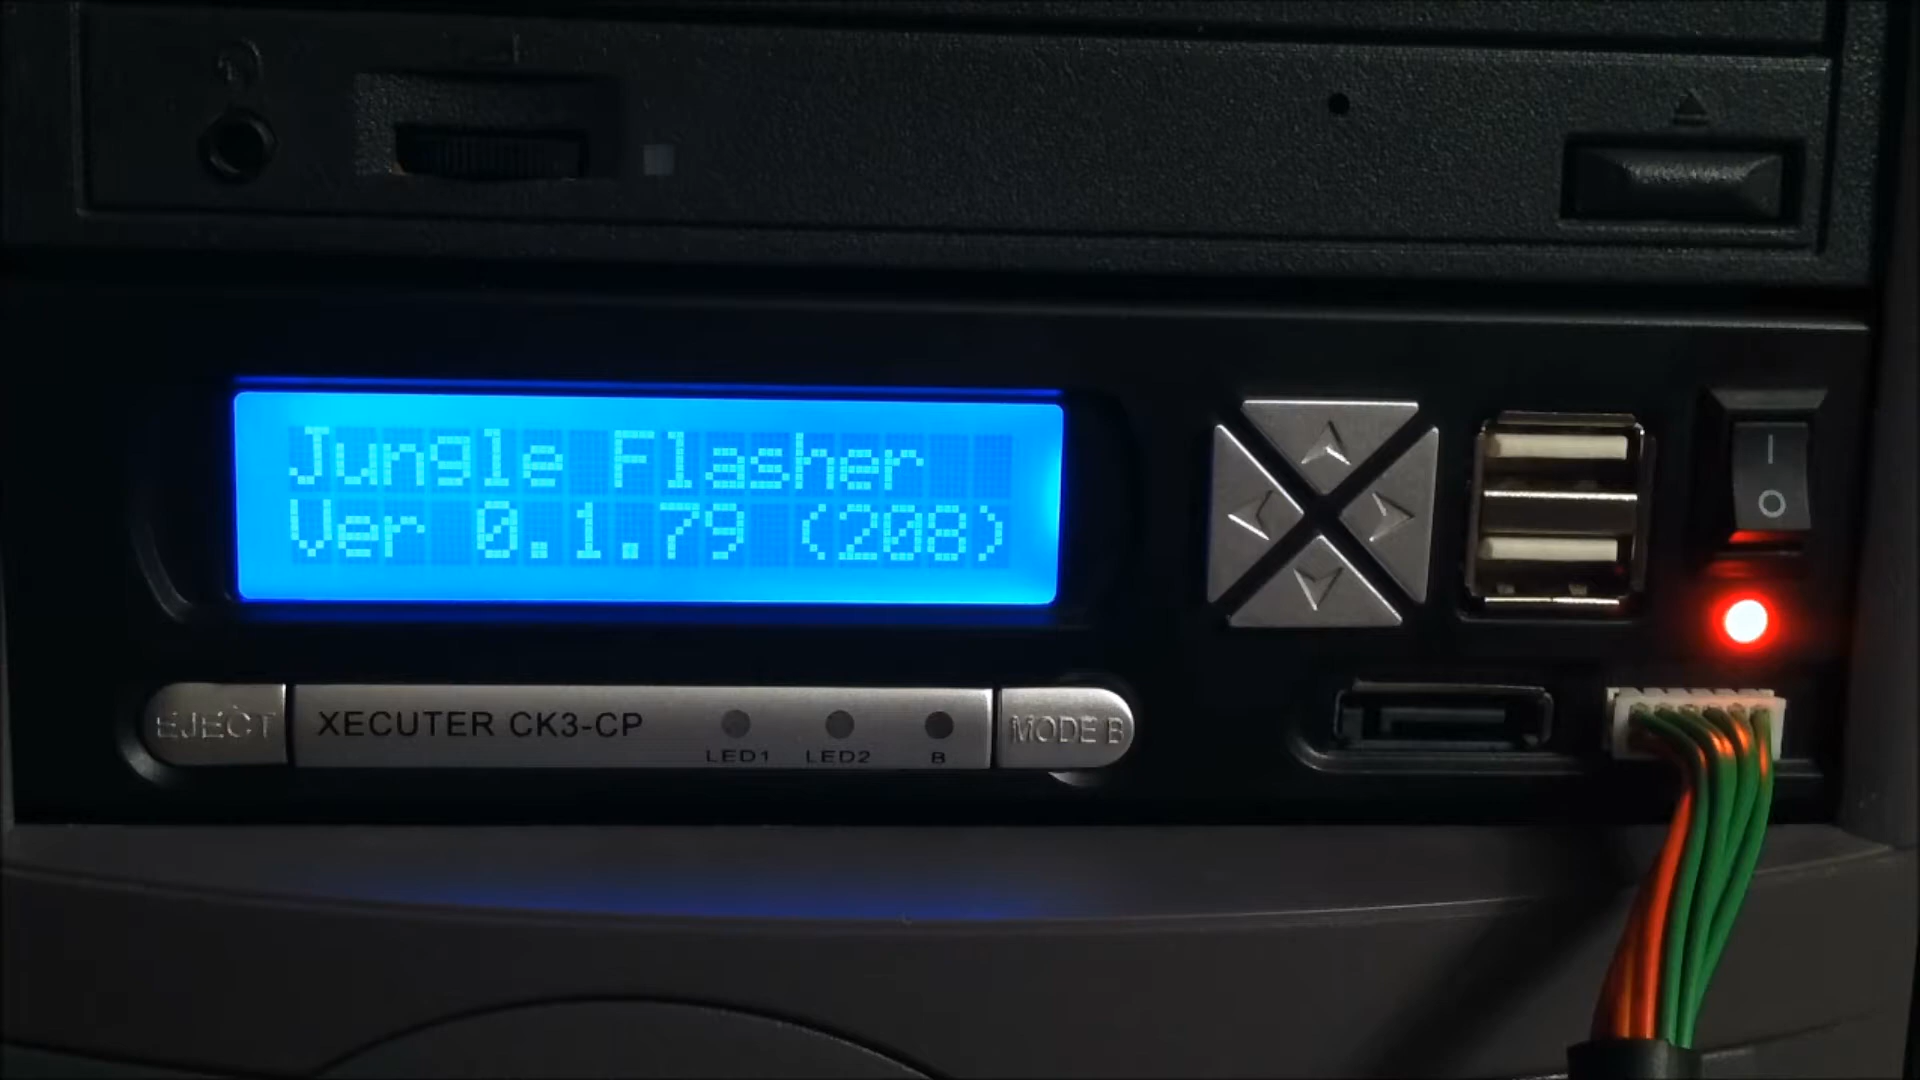 Jungle Flasher
Ver 0.1.79 (208)
EJECT
XECUTER CK3-CP
LED1
LED2
B
MODE B